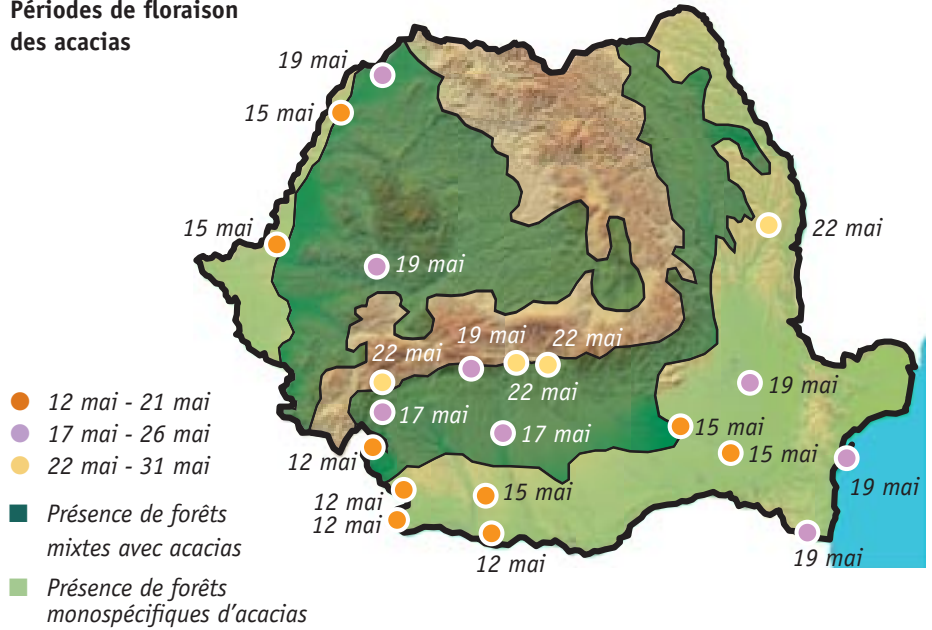 Périodes de floraison
des acacias
19 mai
15 mai
15 mai
22 mai
19 mai
19 mai
22 mai
22 mai
22 mai
19 mai
12 mai - 21 mai
17 mai - 26 mai
22 mai - 31 mai
17 mai
17 mai
15 mai
12 mai
15 mai
19 mai
12 mai
15 mai
12 mai
12 mai
19 mai
Présence de forêts
mixtes avec acacias
Présence de forêts
monospécifiques d'acacias